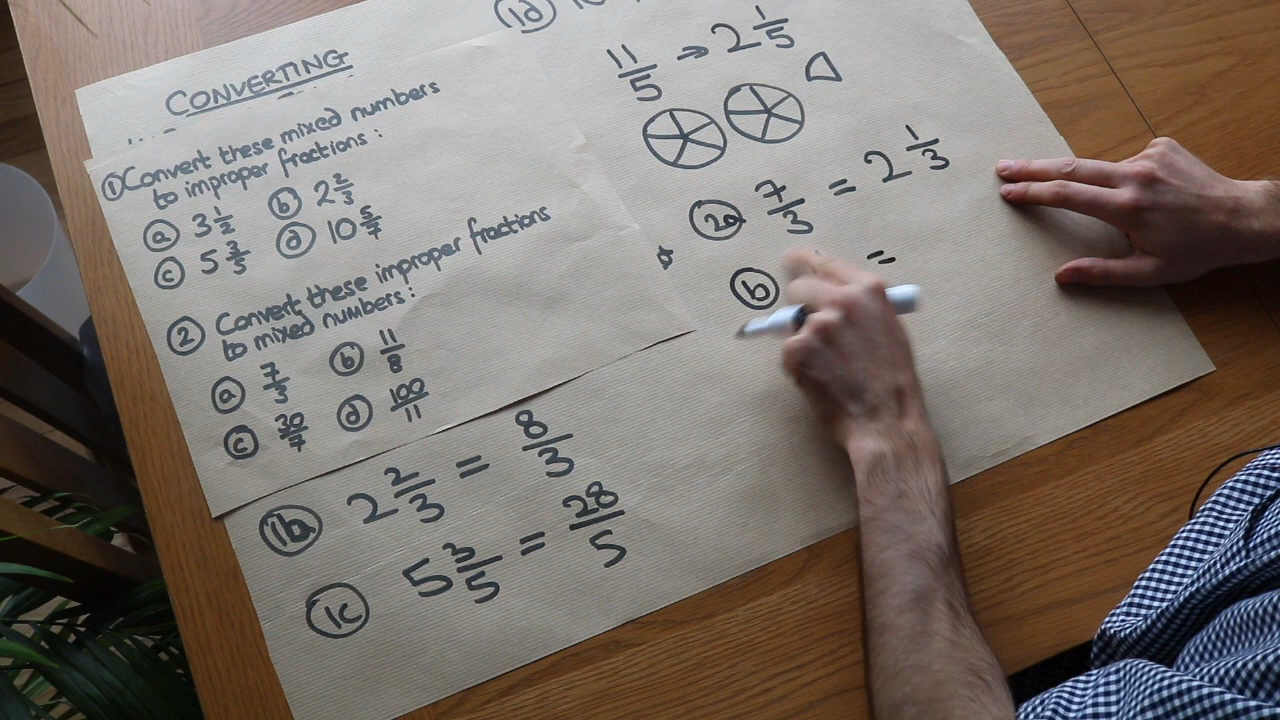 CONVERTING
① Convert these mixed numbers
to improper fractions :
ⓐ 3 1/2 ⓑ 2 2/3
ⓒ 5 3/5 ⓓ 10 5/7
② Convert these improper fractions
to mixed numbers :
ⓐ 7/3 ⓑ 11/8
ⓒ 30/7 ⓓ 100/11
1b 2 2/3 = 8/3
1c 5 3/5 = 28/5
1d
11/5 → 2 1/5
2a 7/3 = 2 1/3
b =